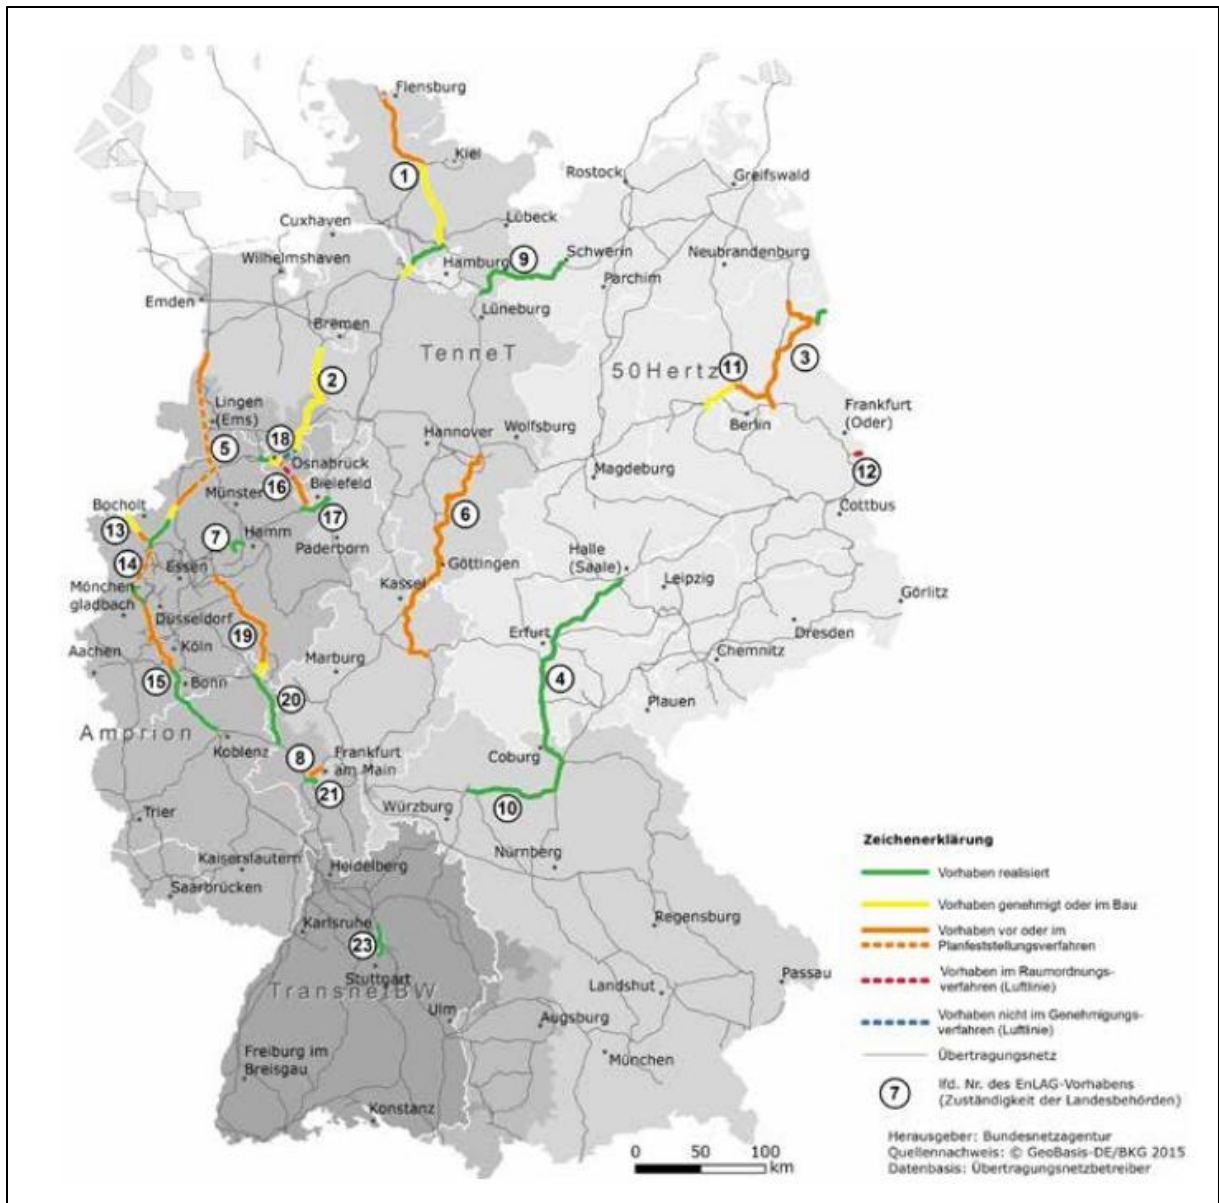 Flensburg
Kiel
1
Rostock
Greifswald
Cuxhaven
Lübeck
Wilhelmshaven
Hamburg
9
Schwerin
Neubrandenburg
Parchim
Emden
Lüneburg
Bremen
TenneT
3
2
50Hertz
11
Lingen
(Ems)
Frankfurt
(Oder)
Berlin
18
Hannover
Wolfsburg
5
Osnabrück
Magdeburg
12
16
Bielefeld
Münster
Bocholt
17
6
Cottbus
13
7
Hamm
Paderborn
14
Essen
Göttingen
Halle
(Saale)
Leipzig
Mönchen
gladbach
Kassel
Görlitz
Düsseldorf
19
Erfurt
Dresden
Köln
Aachen
Marburg
Chemnitz
15
Bonn
4
20
Plauen
Amprion
Koblenz
8
Frankfurt
am Main
Coburg
21
10
Trier
Würzburg
Nürnberg
Kaiserslautern
Heidelberg
Saarbrücken
Karlsruhe
23
Regensburg
Stuttgart
TransnetBW
Landshut
Passau
Ulm
Augsburg
Freiburg im
Breisgau
München
Konstanz
0 50 100
km
Zeichenerklärung
Vorhaben realisiert
Vorhaben genehmigt oder im Bau
Vorhaben vor oder im
Planfeststellungsverfahren
Vorhaben im Raumordnungs-
verfahren (Luftlinie)
Vorhaben nicht im Genehmigungs-
verfahren (Luftlinie)
Übertragungsnetz
7
lfd. Nr. des EnLAG-Vorhabens
(Zuständigkeit der Landesbehörden)
Herausgeber: Bundesnetzagentur
Quellennachweis: © GeoBasis-DE/BKG 2015
Datenbasis: Übertragungsnetzbetreiber